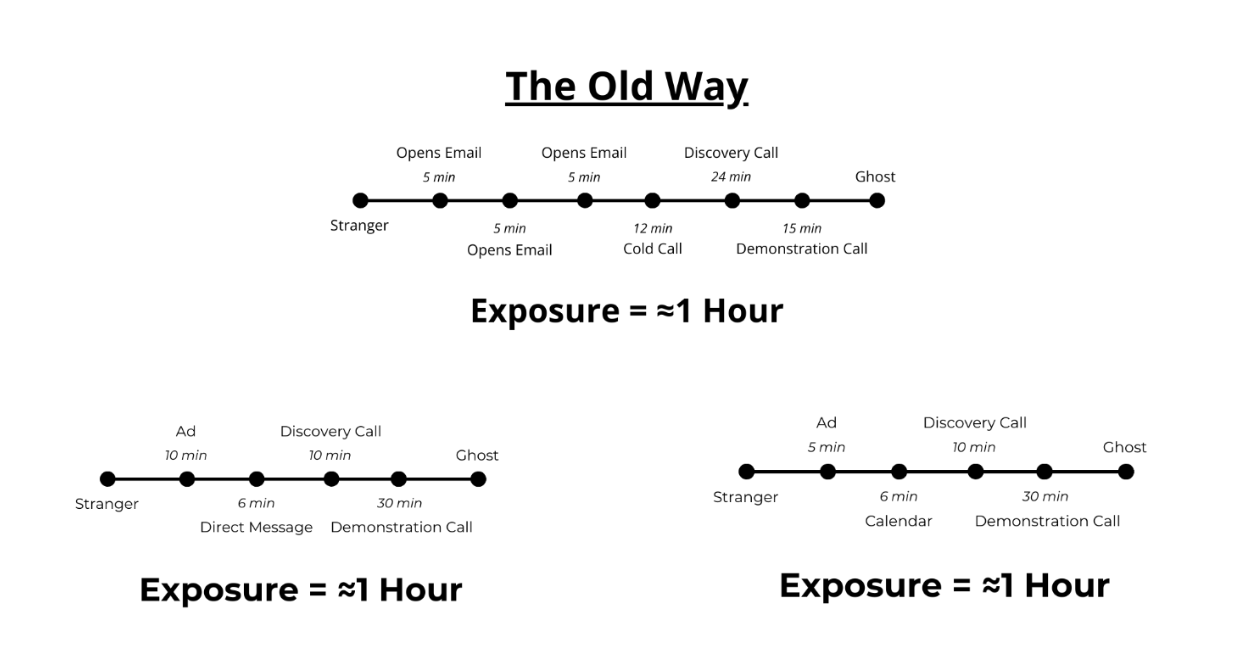 The Old Way
Opens Email
Opens Email
Discovery Call
5 min
5 min
24 min
Ghost
Stranger
5 min
12 min
15 min
Opens Email
Cold Call
Demonstration Call
Exposure = ≈1 Hour
Ad
Discovery Call
10 min
10 min
Ghost
Stranger
6 min
30 min
Direct Message
Demonstration Call
Exposure = ≈1 Hour
Ad
Discovery Call
5 min
10 min
Ghost
Stranger
6 min
30 min
Calendar
Demonstration Call
Exposure = ≈1 Hour